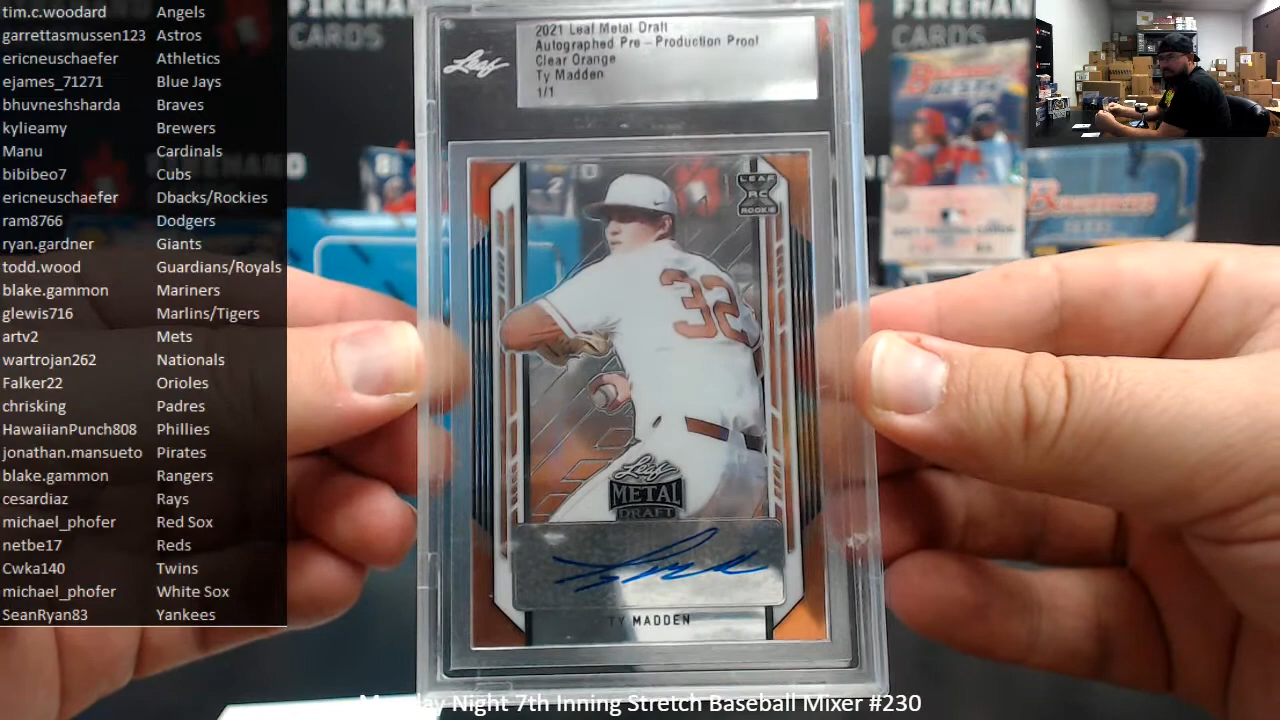 tim.c.woodard Angels
garrettasmussen123 Astros
ericneuschaefer Athletics
ejames_71271 Blue Jays
bhuvneshsharda Braves
kylieamy Brewers
Manu Cardinals
bibibeo7 Cubs
ericneuschaefer Dbacks/Rockies
ram8766 Dodgers
ryan.gardner Giants
todd.wood Guardians/Royals
blake.gammon Mariners
glewis716 Marlins/Tigers
artv2 Mets
wartrojan262 Nationals
Falker22 Orioles
chrisking Padres
HawaiianPunch808 Phillies
jonathan.mansueto Pirates
blake.gammon Rangers
cesardiaz Rays
michael_phofer Red Sox
netbe17 Reds
Cwka140 Twins
michael_phofer White Sox
SeanRyan83 Yankees
CARDS
Leaf
2021 Leaf Metal Draft
Autographed Pre-Production Proof
Clear Orange
Ty Madden
1/1
LEAF
RC
ROOKIE
32
Leaf
METAL
DRAFT
TY MADDEN
Bowman
Night 7th Inning Stretch Baseball Mixer #230